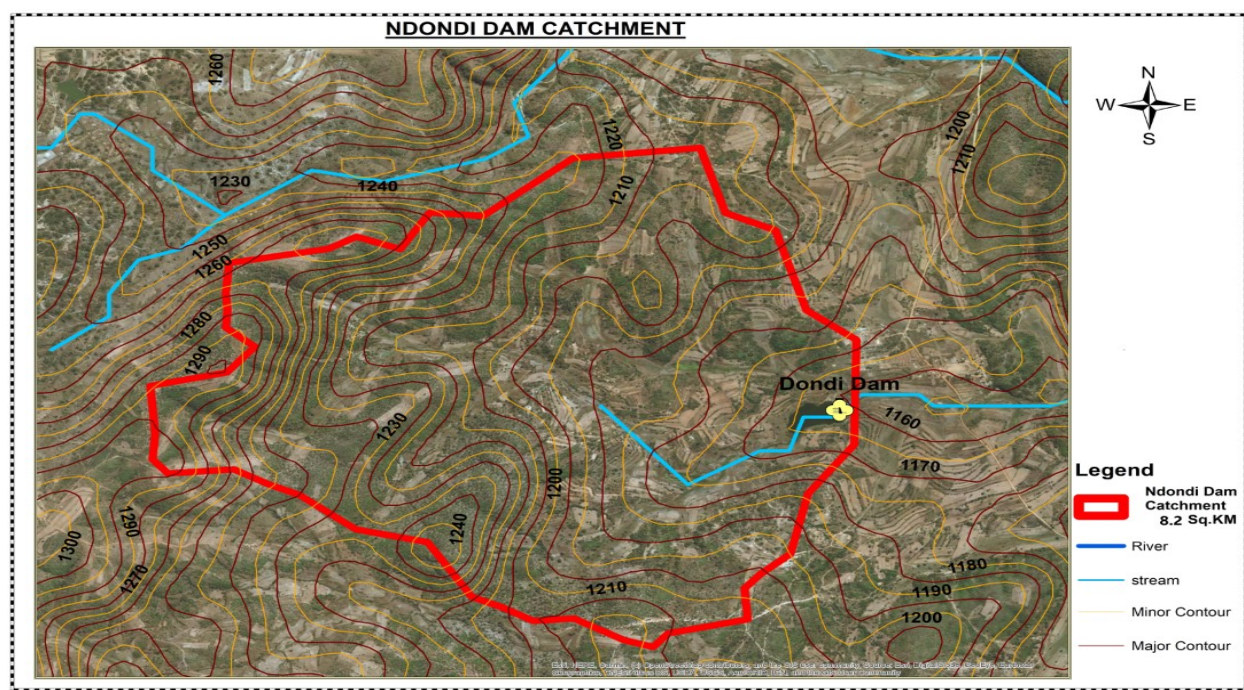 NDONDI DAM CATCHMENT
1260
1220
1200
1210
1230
1240
1210
1250
1260
1280
1290
Dondi Dam
1160
1230
1170
1200
1290
1240
1300
1270
1210
1180
1190
1200
N
W E
S
Legend
Ndondi Dam
Catchment
8.2 Sq.KM
River
stream
Minor Contour
Major Contour